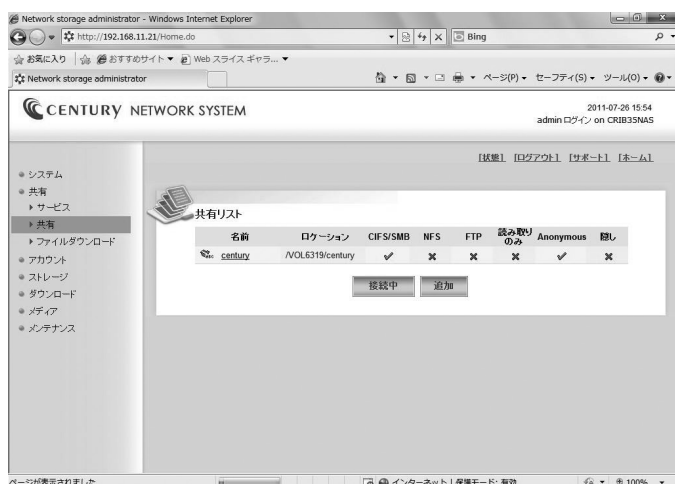 Network storage administrator - Windows Internet Explorer
http://192.168.11.21/Home.do
Bing
お気に入り おすすめサイト ▼ Web スライス ギャラ... ▼
Network storage administrator
ページ(P) ▼ セーフティ(S) ▼ ツール(O) ▼
CENTURY NETWORK SYSTEM
2011-07-26 15:54
admin ログイン on CRIB35NAS
[状態] [ログアウト] [サポート] [ホーム]
システム
共有
サービス
共有
ファイルダウンロード
アカウント
ストレージ
ダウンロード
メディア
メンテナンス
共有リスト
名前 ロケーション CIFS/SMB NFS FTP 読み取りのみ Anonymous 隠し
century /VOL6319/century ✔ ✖ ✖ ✖ ✔ ✖
接続中 追加
ページが表示されました
インターネット | 保護モード: 有効
100%